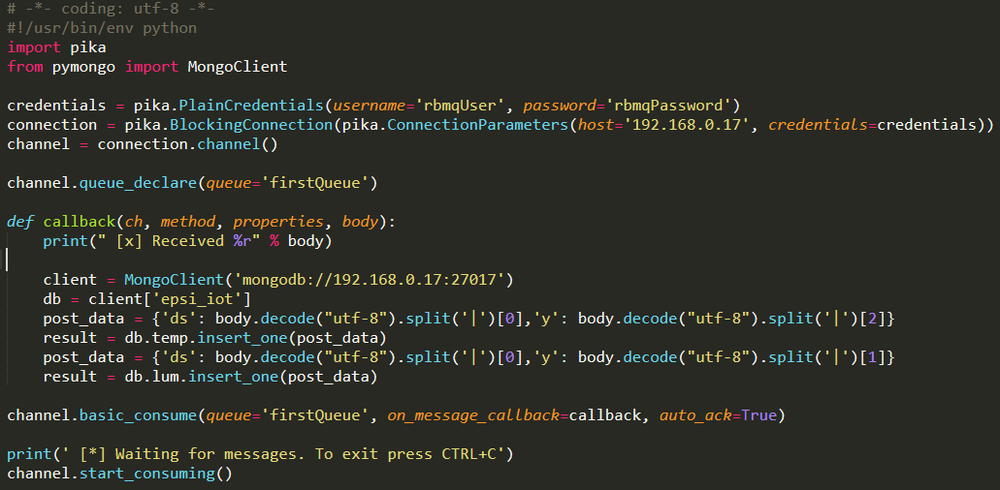 # -*- coding: utf-8 -*-
#!/usr/bin/env python
import pika
from pymongo import MongoClient

credentials = pika.PlainCredentials(username='rbmqUser', password='rbmqPassword')
connection = pika.BlockingConnection(pika.ConnectionParameters(host='192.168.0.17', credentials=credentials))
channel = connection.channel()

channel.queue_declare(queue='firstQueue')

def callback(ch, method, properties, body):
    print(" [x] Received %r" % body)

    client = MongoClient('mongodb://192.168.0.17:27017')
    db = client['epsi_iot']
    post_data = {'ds': body.decode("utf-8").split('|')[0],'y': body.decode("utf-8").split('|')[2]}
    result = db.temp.insert_one(post_data)
    post_data = {'ds': body.decode("utf-8").split('|')[0],'y': body.decode("utf-8").split('|')[1]}
    result = db.lum.insert_one(post_data)

channel.basic_consume(queue='firstQueue', on_message_callback=callback, auto_ack=True)

print(' [*] Waiting for messages. To exit press CTRL+C')
channel.start_consuming()